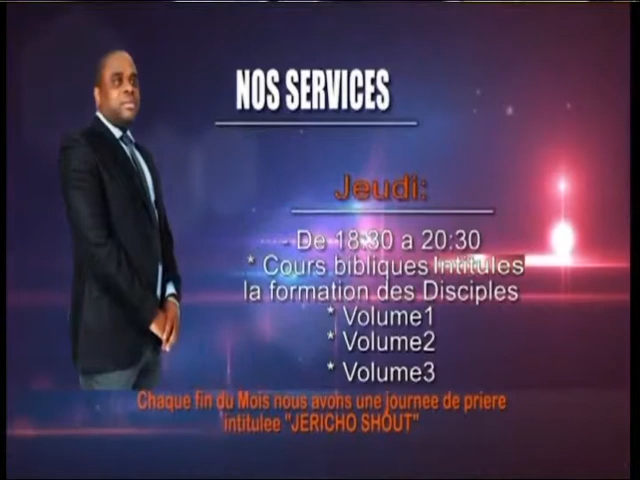 NOS SERVICES
Jeudi:
- De 18:30 a 20:30
* Cours bibliques Intitules
la formation des Disciples
* Volume1
* Volume2
* Volume3
Chaque fin du Mois nous avons une journee de priere
intitulee "JERICHO SHOUT"